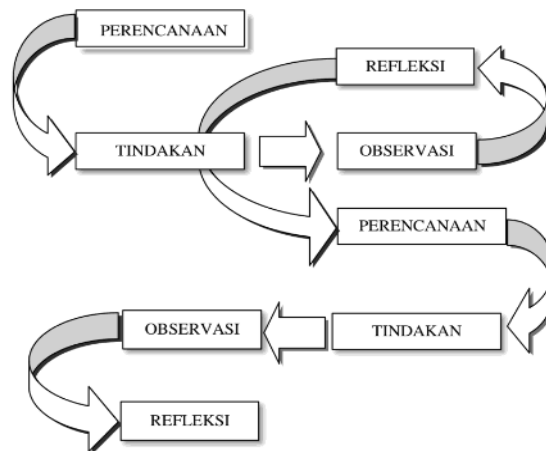 PERENCANAAN
REFLEKSI
TINDAKAN
OBSERVASI
PERENCANAAN
OBSERVASI
TINDAKAN
REFLEKSI